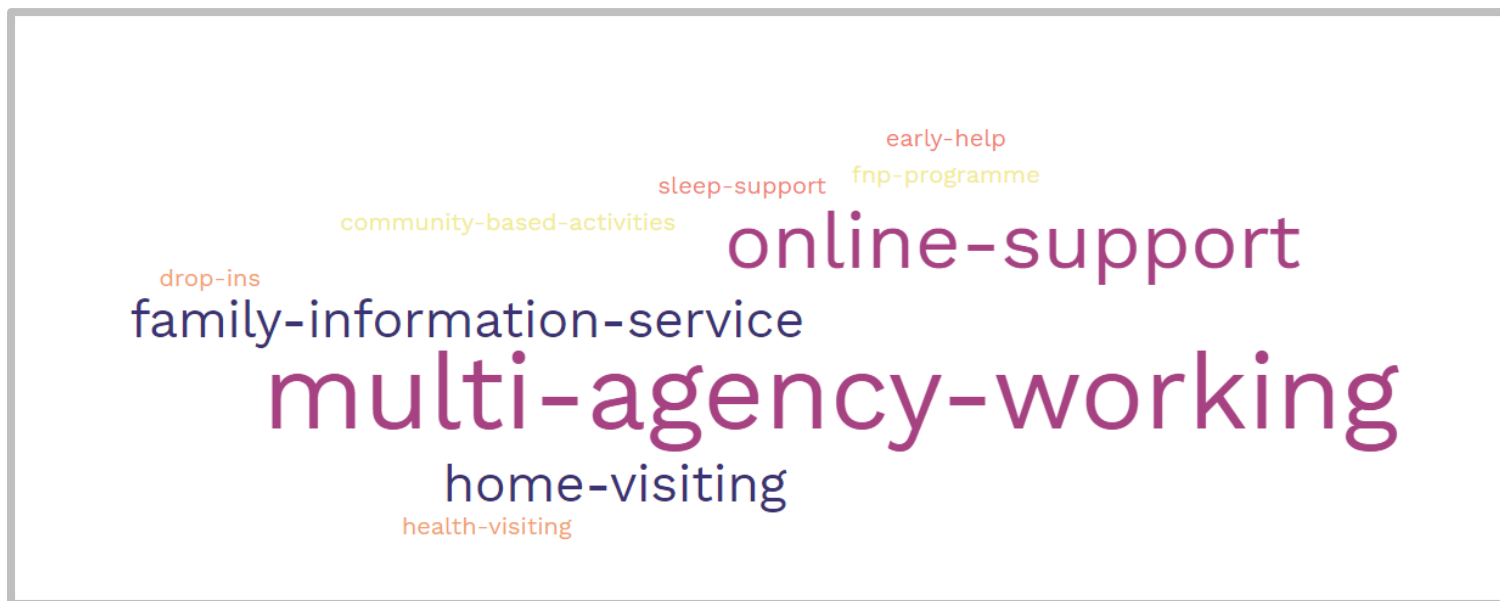 early-help
fnp-programme
sleep-support
community-based-activities
online-support
drop-ins
family-information-service
multi-agency-working
home-visiting
health-visiting